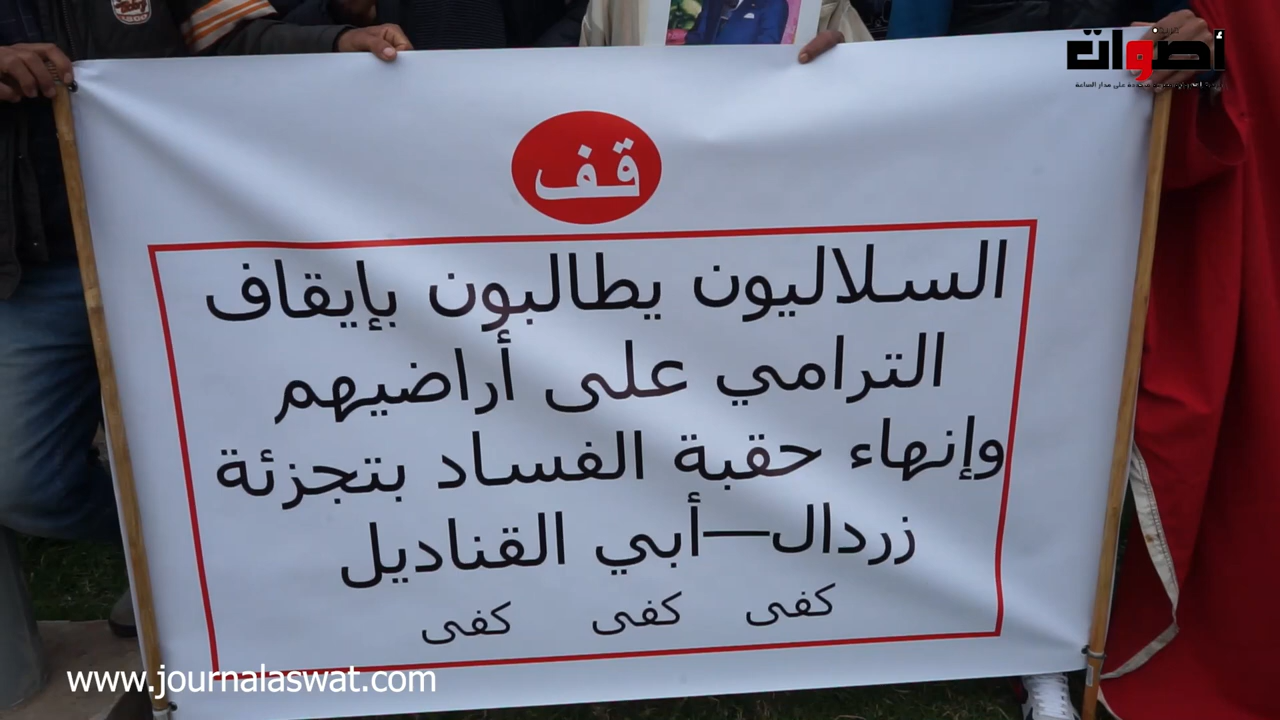 أصوات
قف
السلاليون يطالبون بإيقاف
الترامي على أراضيهم
وإنهاء حقبة الفساد بتجزئة
زردال—أبي القناديل
كفى كفى كفى
www.journalaswat.com